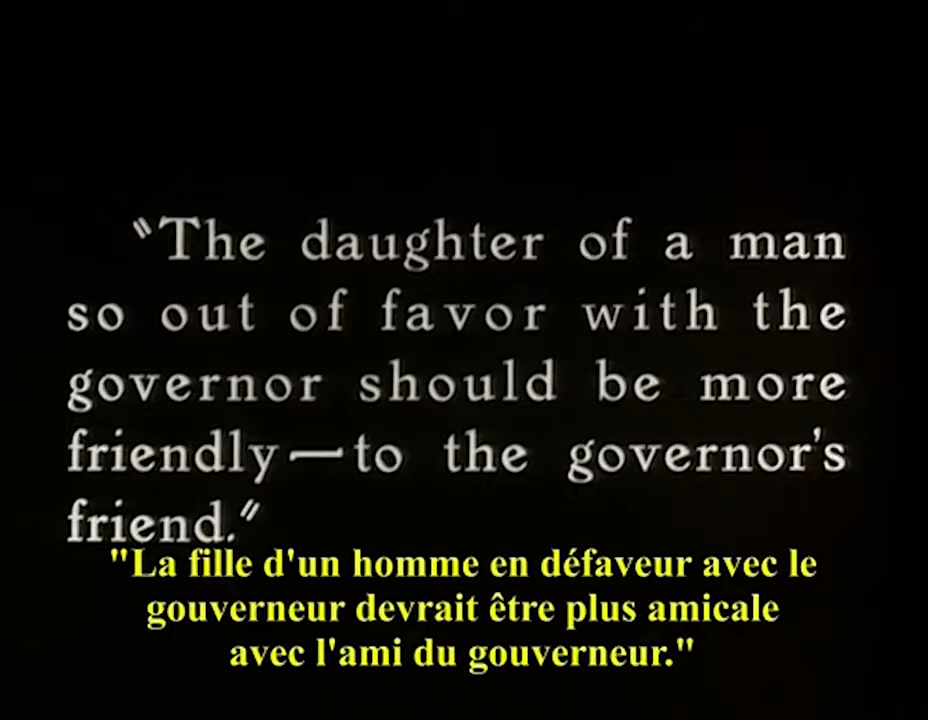 "The daughter of a man
so out of favor with the
governor should be more
friendly—to the governor's
friend."
"La fille d'un homme en défaveur avec le
gouverneur devrait être plus amicale
avec l'ami du gouverneur."